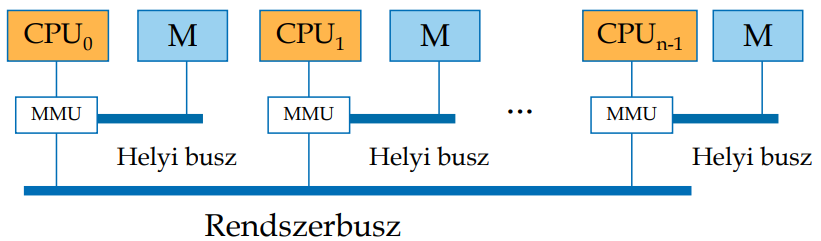 CPU0 M CPU1 M CPUn-1 M
MMU MMU ... MMU
Helyi busz Helyi busz Helyi busz
Rendszerbusz